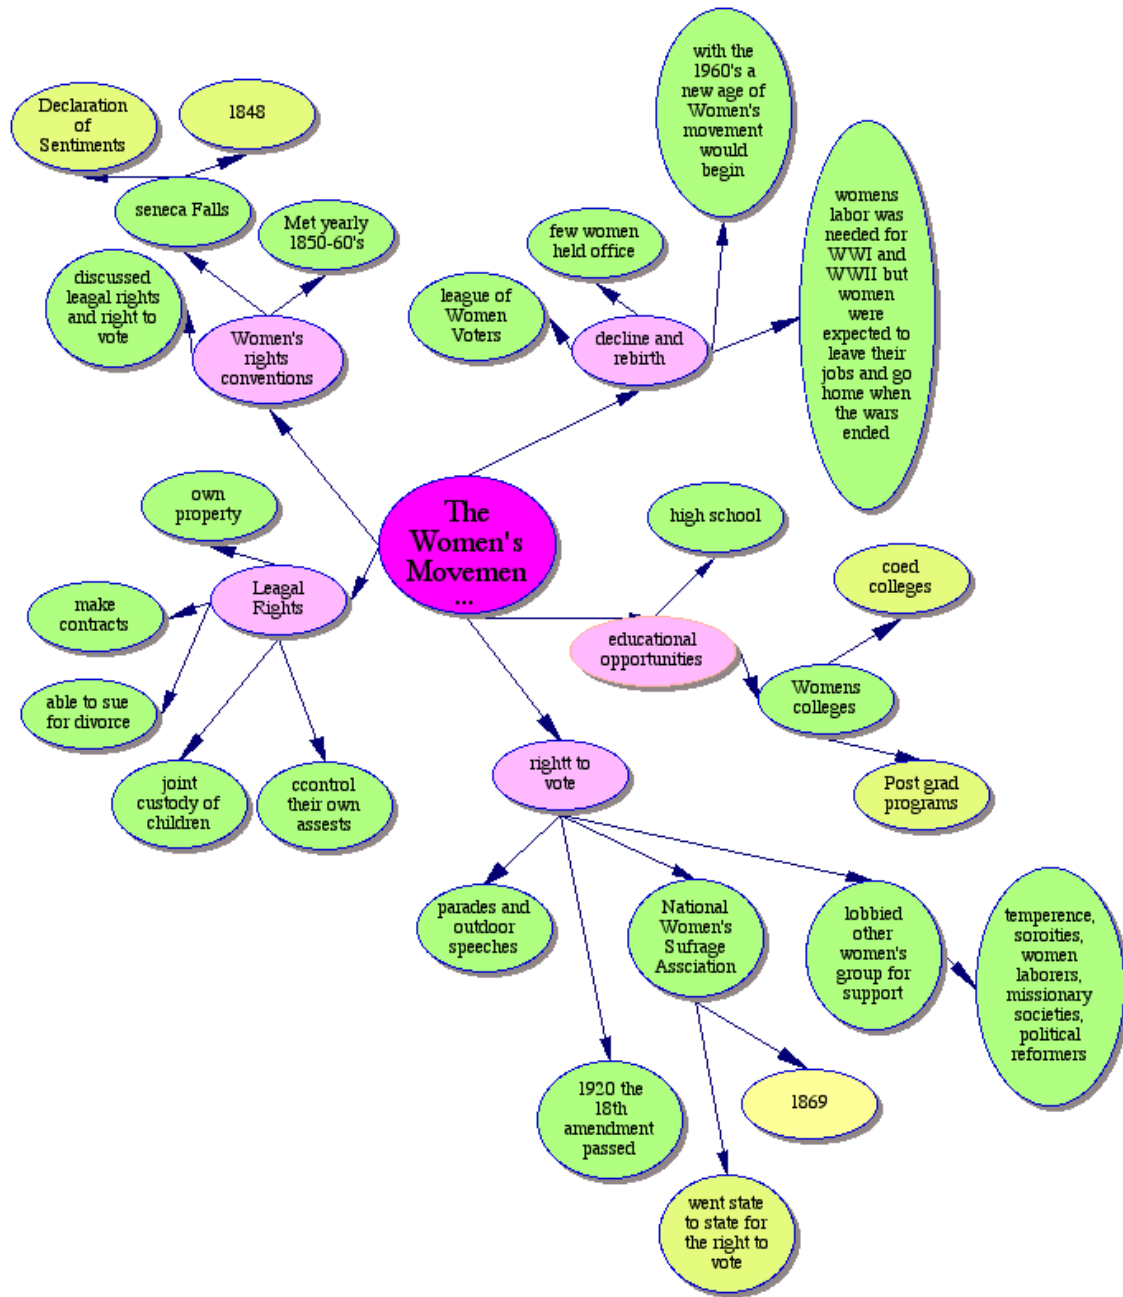 with the
1960's a
new age of
Women's
movement
would
begin
Declaration
of
Sentiments
1848
seneca Falls
Met yearly
1850-60's
discussed
leagal rights
and right to
vote
Women's
rights
conventions
few women
held office
league of
Women
Voters
decline and
rebirth
womens
labor was
needed for
WWI and
WWII but
women
were
expected to
leave their
jobs and go
home when
the wars
ended
The
Women's
Movemen
...
own
property
Leagal
Rights
make
contracts
able to sue
for divorce
joint
custody of
children
ccontrol
their own
assests
high school
educational
opportunities
coed
colleges
Womens
colleges
Post grad
programs
rightt to
vote
parades and
outdoor
speeches
1920 the
18th
amendment
passed
National
Women's
Sufrage
Assciation
1869
went state
to state for
the right to
vote
lobbied
other
women's
group for
support
temperence,
soroities,
women
laborers,
missionary
societies,
political
reformers